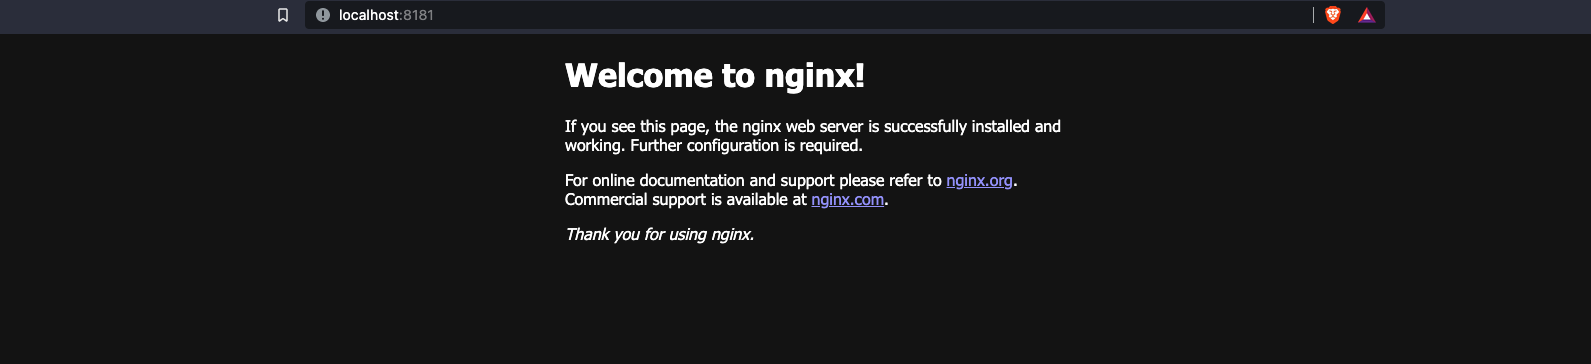 localhost:8181
Welcome to nginx!
If you see this page, the nginx web server is successfully installed and
working. Further configuration is required.
For online documentation and support please refer to nginx.org.
Commercial support is available at nginx.com.
Thank you for using nginx.